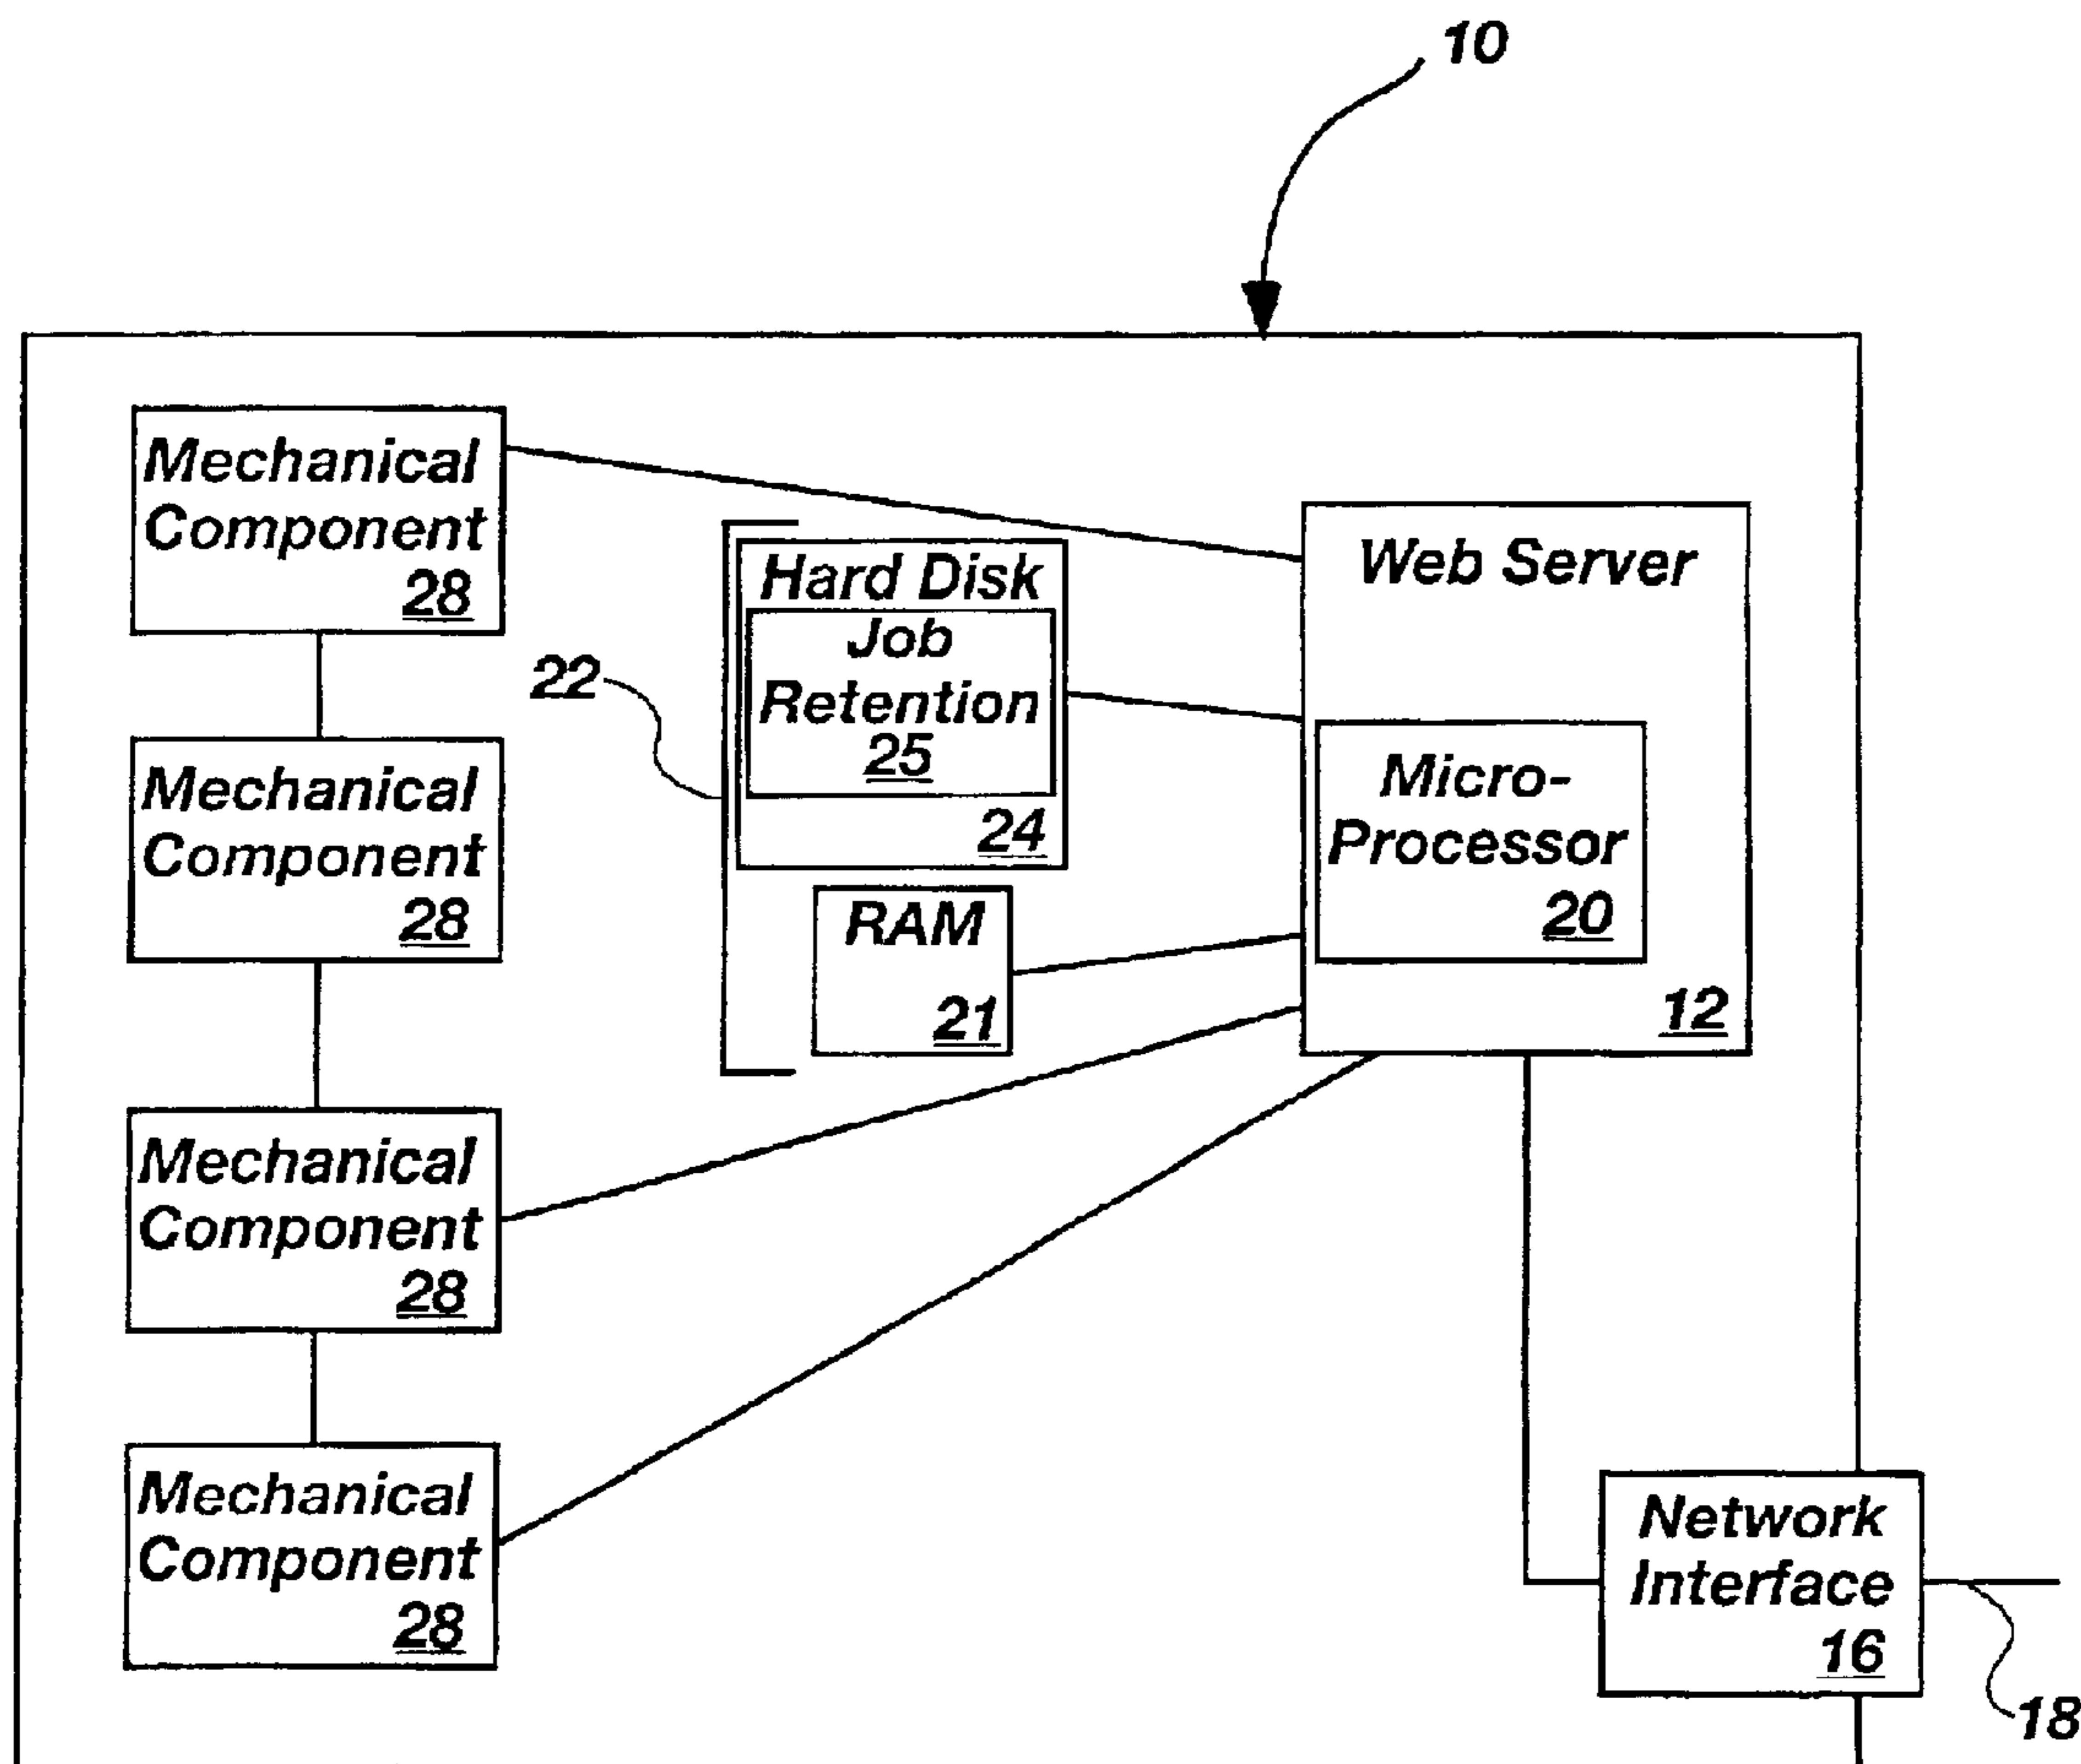 10
Mechanical
Component
28
Mechanical
Component
28
Mechanical
Component
28
Mechanical
Component
28
22
Hard Disk
Job
Retention
25
24
RAM
21
Web Server
Micro-
Processor
20
12
Network
Interface
16
18